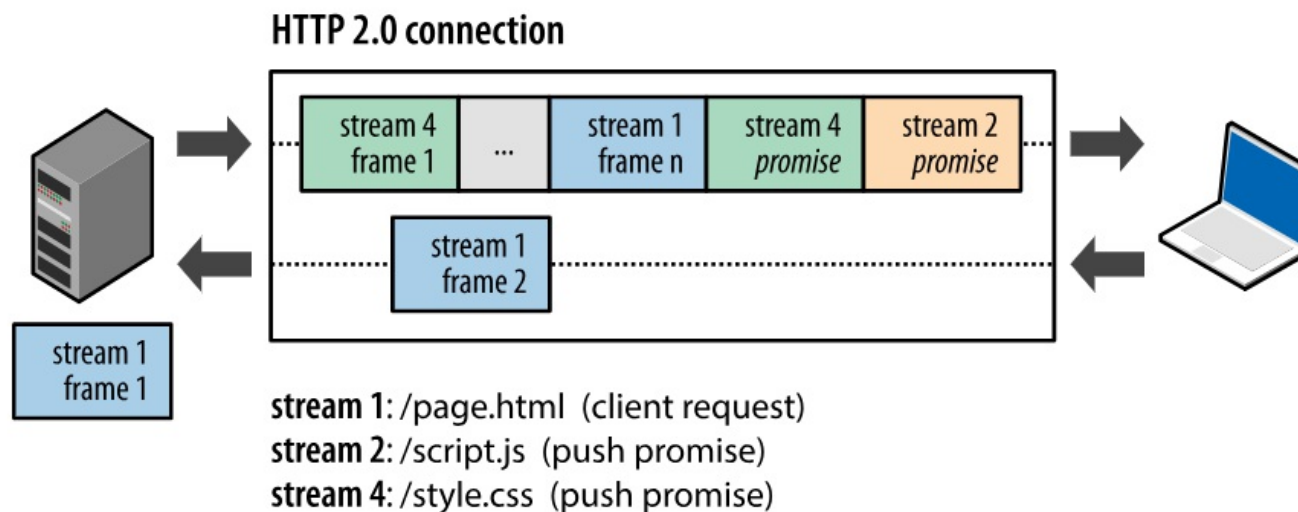 HTTP 2.0 connection
stream 4
frame 1
...
stream 1
frame n
stream 4
promise
stream 2
promise
stream 1
frame 2
stream 1
frame 1
stream 1: /page.html (client request)
stream 2: /script.js (push promise)
stream 4: /style.css (push promise)